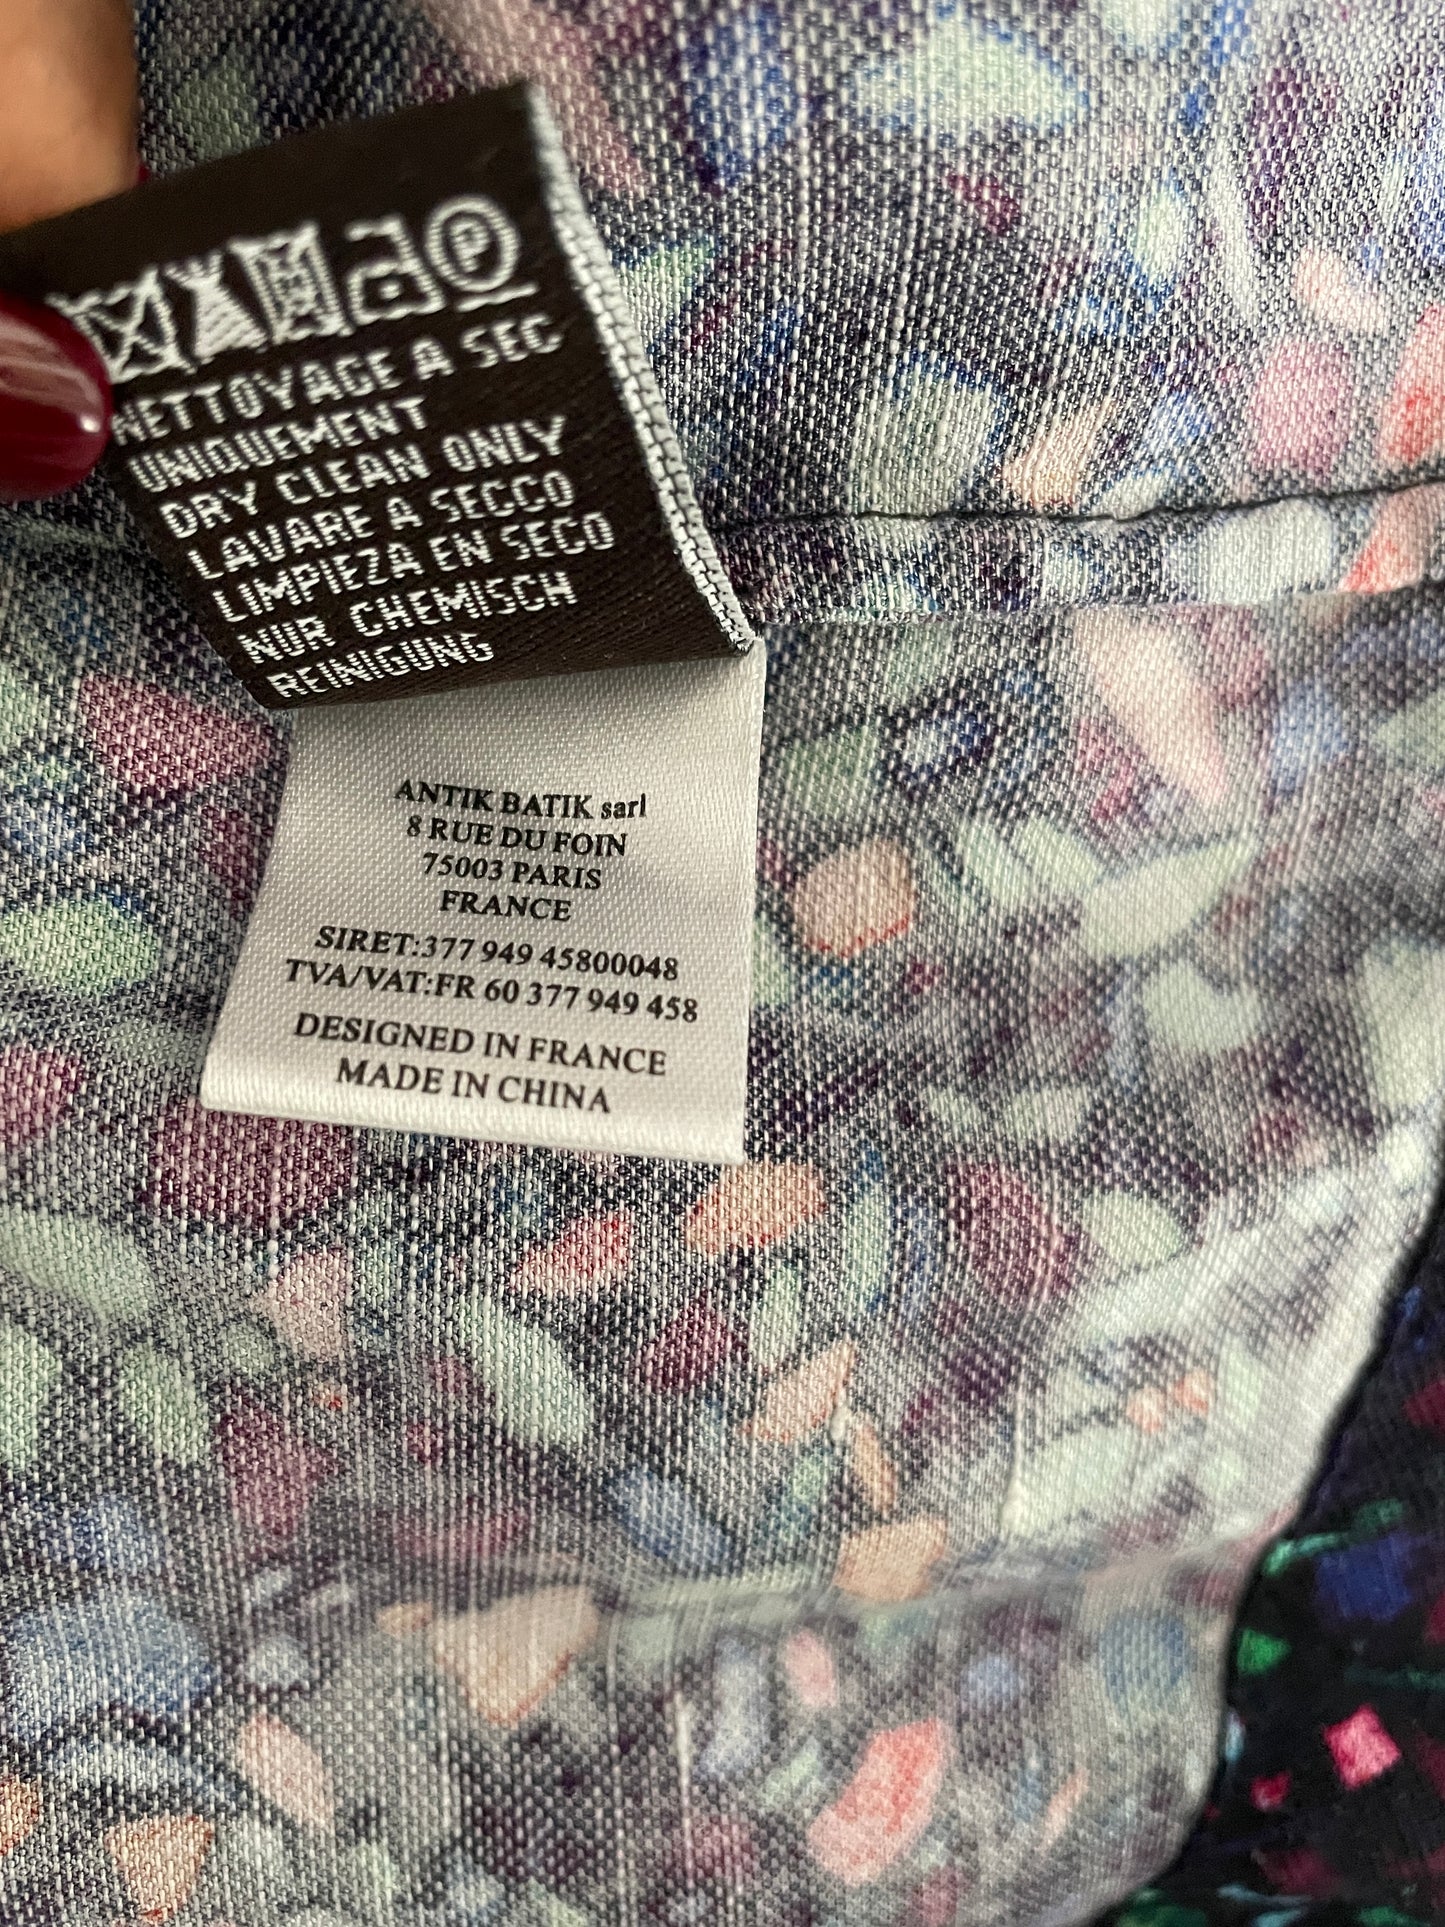 P
NETTOYAGE A SEC
UNIQUEMENT
DRY CLEAN ONLY
LAVARE A SECCO
LIMPIEZA EN SECO
NUR CHEMISCH
REINIGUNG
ANTIK BATIK sarl
8 RUE DU FOIN
75003 PARIS
FRANCE
SIRET:377 949 45800048
TVA/VAT:FR 60 377 949 458
DESIGNED IN FRANCE
MADE IN CHINA